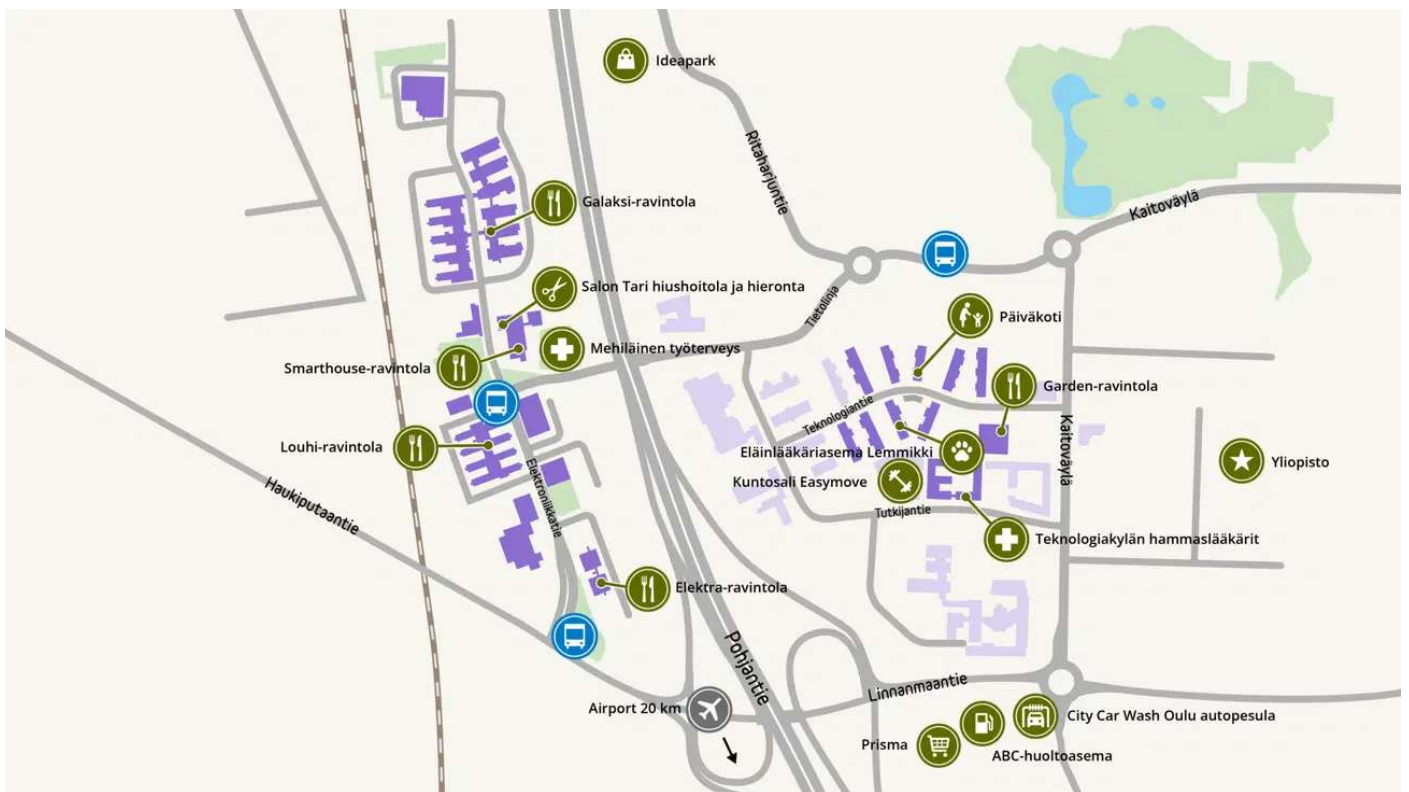 Ideapark
Ritaharjuntie
Galaksi-ravintola
Kaitoväylä
Salon Tari hiushoitola ja hieronta
Tietolinja
Päiväkoti
Mehiläinen työterveys
Smarthouse-ravintola
Garden-ravintola
Teknologiantie
Kaitoväylä
Louhi-ravintola
Eläinlääkäriasema Lemmikki
Yliopisto
Kuntosali Easymove
Elektroniikkatie
Haukiputaantie
Tutkijantie
Teknologiakylän hammaslääkärit
Elektra-ravintola
Pohjantie
Linnanmaantie
Airport 20 km
City Car Wash Oulu autopesula
Prisma
ABC-huoltoasema